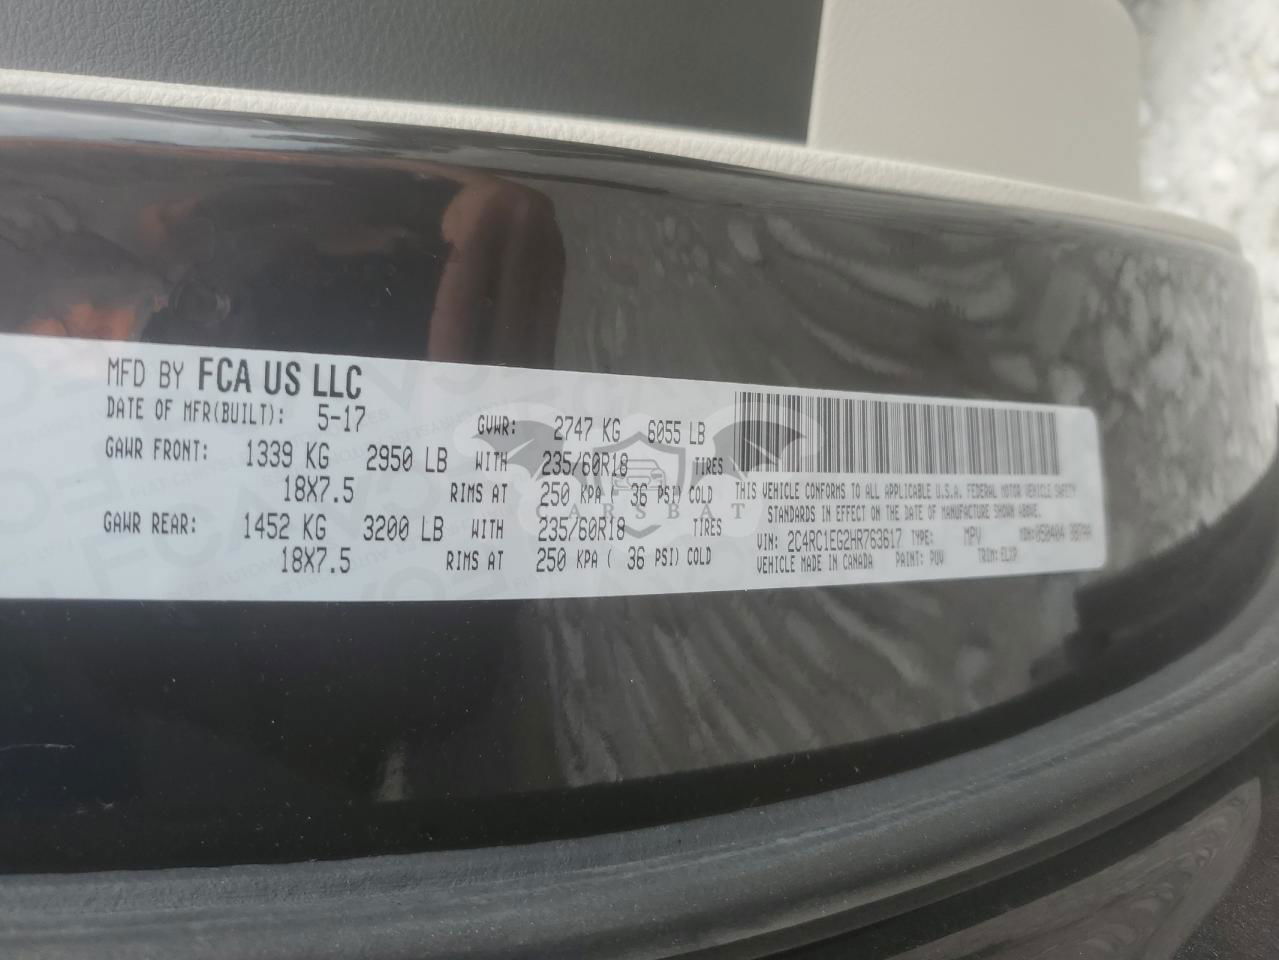 MFD BY FCA US LLC
DATE OF MFR(BUILT): 5-17 GVWR: 2747 KG 6055 LB
GAWR FRONT: 1339 KG 2950 LB WITH 235/60R18 TIRES
18X7.5 RIMS AT 250 KPA ( 36 PSI) COLD
GAWR REAR: 1452 KG 3200 LB WITH 235/60R18 TIRES
18X7.5 RIMS AT 250 KPA ( 36 PSI) COLD
THIS VEHICLE CONFORMS TO ALL APPLICABLE U.S.A. FEDERAL MOTOR VEHICLE SAFETY
STANDARDS IN EFFECT ON THE DATE OF MANUFACTURE SHOWN ABOVE.
VIN: 2C4RC1EG2HR763617 TYPE: MPV MDH:
VEHICLE MADE IN CANADA PAINT: PUV TRIM:
CARSBAT